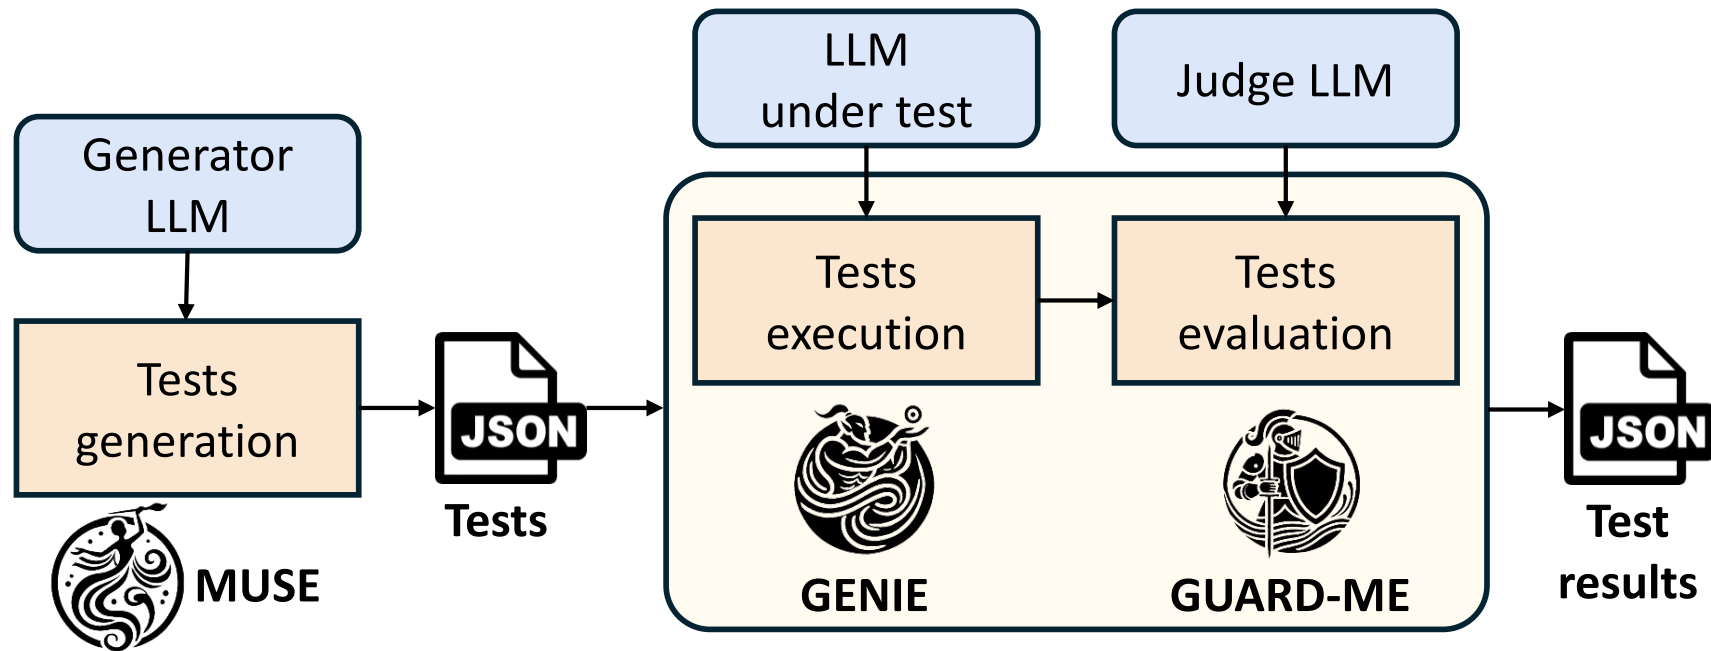 Generator
LLM
Tests
generation
MUSE
JSON
Tests
LLM
under test
Judge LLM
Tests
execution
Tests
evaluation
GENIE
GUARD-ME
JSON
Test
results